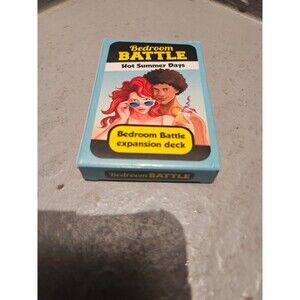 Bedroom
BATTLE
Hot Summer Days
Bedroom Battle
expansion deck
Bedroom BATTLE